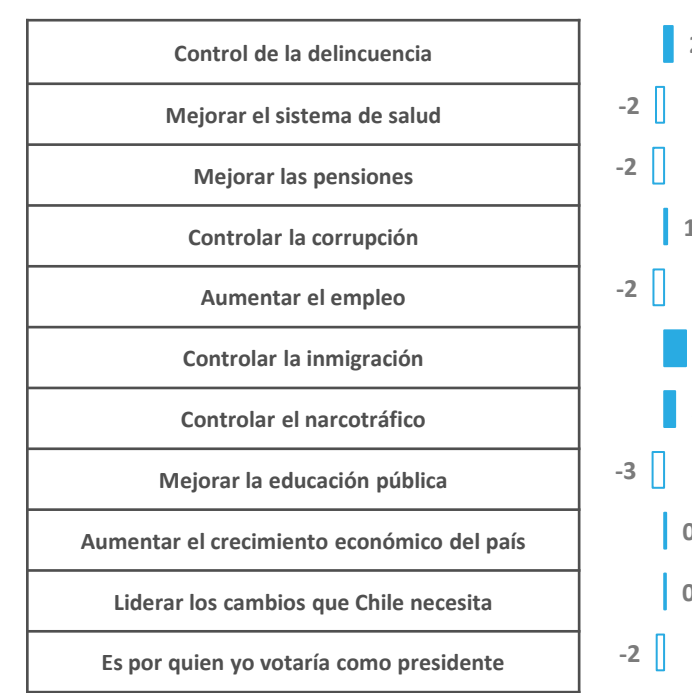 Control de la delincuencia
Mejorar el sistema de salud -2
Mejorar las pensiones -2
Controlar la corrupción 1
Aumentar el empleo -2
Controlar la inmigración
Controlar el narcotráfico
Mejorar la educación pública -3
Aumentar el crecimiento económico del país 0
Liderar los cambios que Chile necesita 0
Es por quien yo votaría como presidente -2